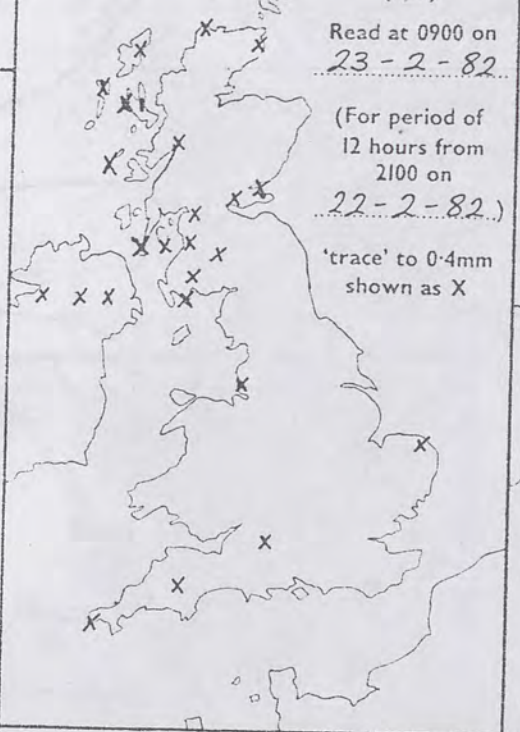 Read at 0900 on
23-2-82
(For period of
12 hours from
2100 on
22-2-82)
'trace' to 0·4mm
shown as X